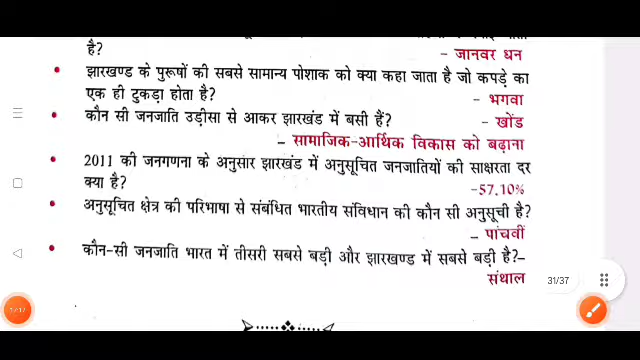 है?
– जानवर धन
• झारखण्ड के पुरूषों की सबसे सामान्य पोशाक को क्या कहा जाता है जो कपड़े का
एक ही टुकड़ा होता है?
– भगवा
• कौन सी जनजाति उड़ीसा से आकर झारखंड में बसी हैं?
– खोंड
– सामाजिक-आर्थिक विकास को बढ़ाना
• 2011 की जनगणना के अनुसार झारखंड में अनुसूचित जनजातियों की साक्षरता दर
क्या है?
-57.10%
• अनुसूचित क्षेत्र की परिभाषा से संबंधित भारतीय संविधान की कौन सी अनुसूची है?
– पांचवीं
• कौन-सी जनजाति भारत में तीसरी सबसे बड़ी और झारखण्ड में सबसे बड़ी है?–
संथाल
31/37